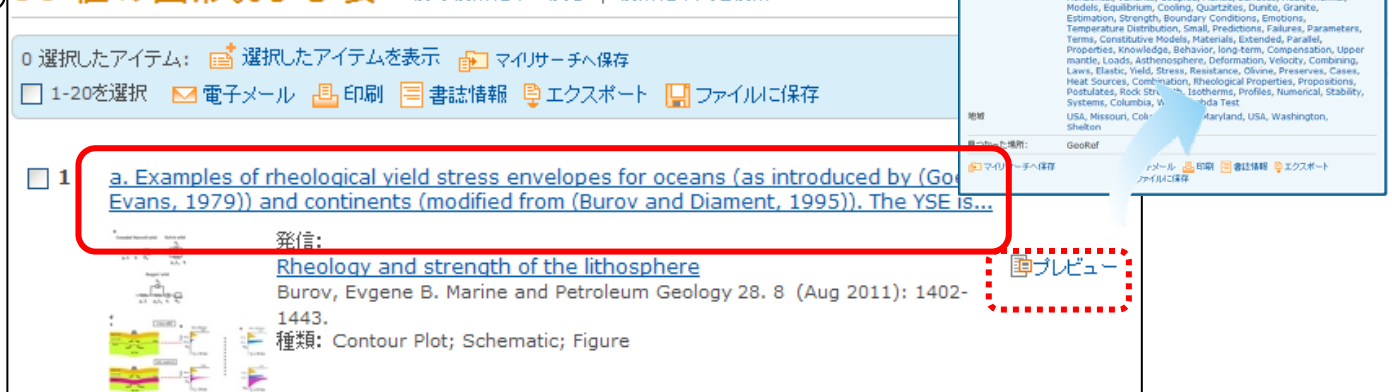 0 選択したアイテム: 選択したアイテムを表示 マイリサーチへ保存
1-20を選択 電子メール 印刷 書誌情報 エクスポート ファイルに保存
1 a. Examples of rheological yield stress envelopes for oceans (as introduced by
Evans, 1979)) and continents (modified from (Burov and Diament, 1995)). The YSE is...
発信:
Rheology and strength of the lithosphere
Burov, Evgene B. Marine and Petroleum Geology 28. 8 (Aug 2011): 1402-
1443.
種類: Contour Plot; Schematic; Figure
プレビュー
Models, Equilibrium, Cooling, Quartzites, Dunite, Granite,
Estimation, Strength, Boundary Conditions, Emotions,
Temperature Distribution, Small, Predictions, Failures, Parameters,
Terms, Constitutive Models, Materials, Extended, Parallel,
Properties, Knowledge, Behavior, long-term, Compensation, Upper
mantle, Loads, Asthenosphere, Deformation, Velocity, Combining,
Laws, Elastic, Yield, Stress, Resistance, Olivine, Preserves, Cases,
Heat Sources, Combination, Rheological Properties, Propositions,
Postulates, Rock Isotherms, Profiles, Numerical, Stability,
Systems, Columbia, Test
地域 USA, Missouri, Maryland, USA, Washington,
Shelton
見つかった場所: GeoRef
マイリサーチへ保存 印刷 書誌情報 エクスポート
ファイルに保存